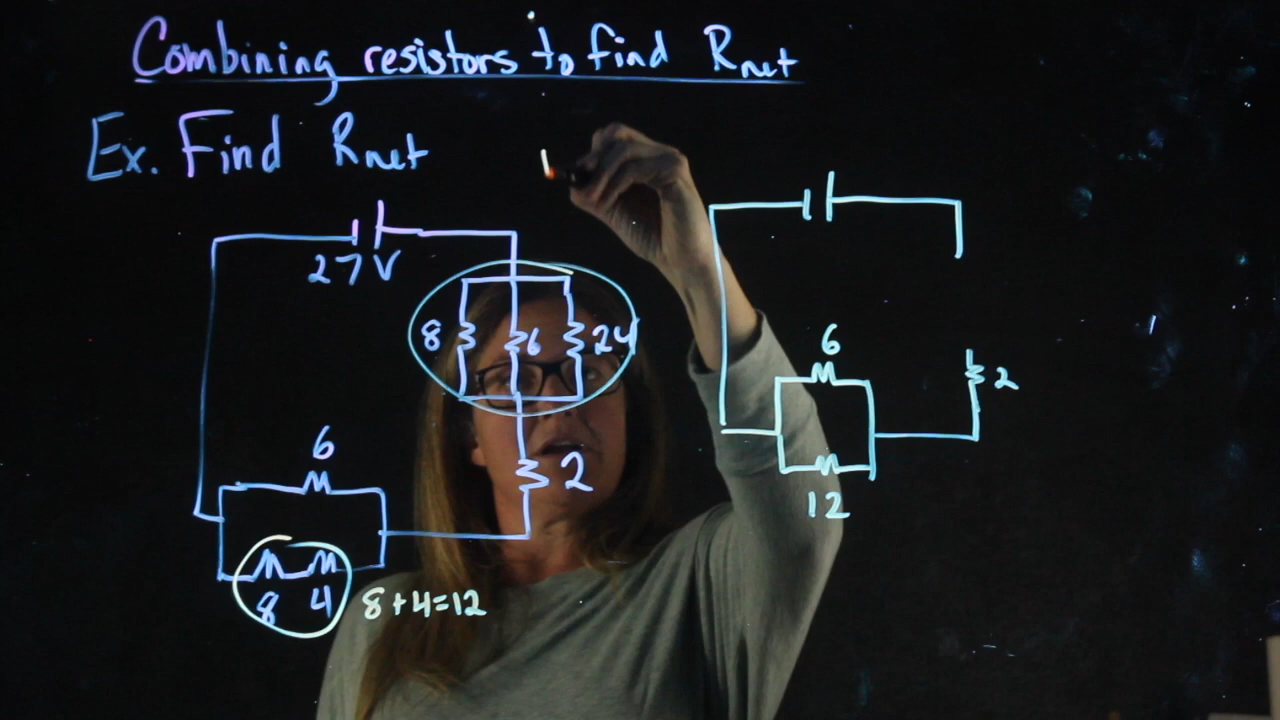 Combining resistors to find Rnet
Ex. Find Rnet
27 V
8 6 24
2
6
8 4
8+4=12
6
2
12